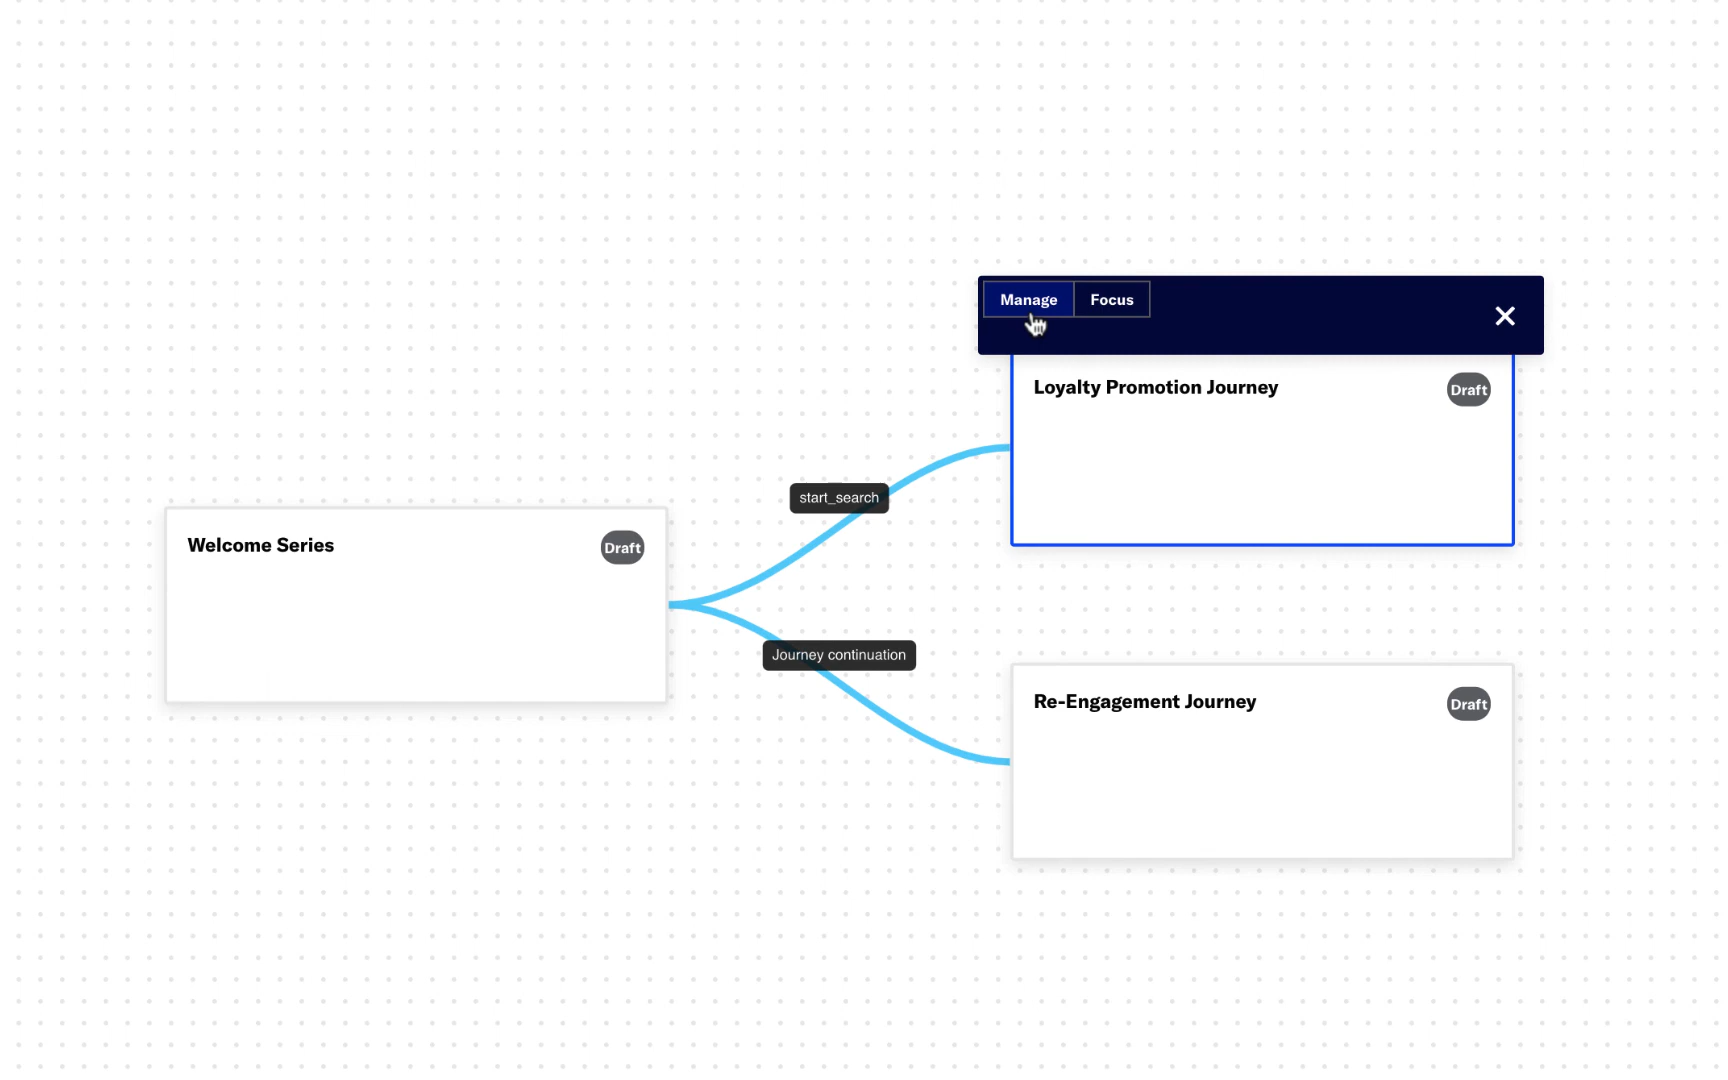 Manage
Focus
Loyalty Promotion Journey
Draft
start_search
Welcome Series
Draft
Journey continuation
Re-Engagement Journey
Draft